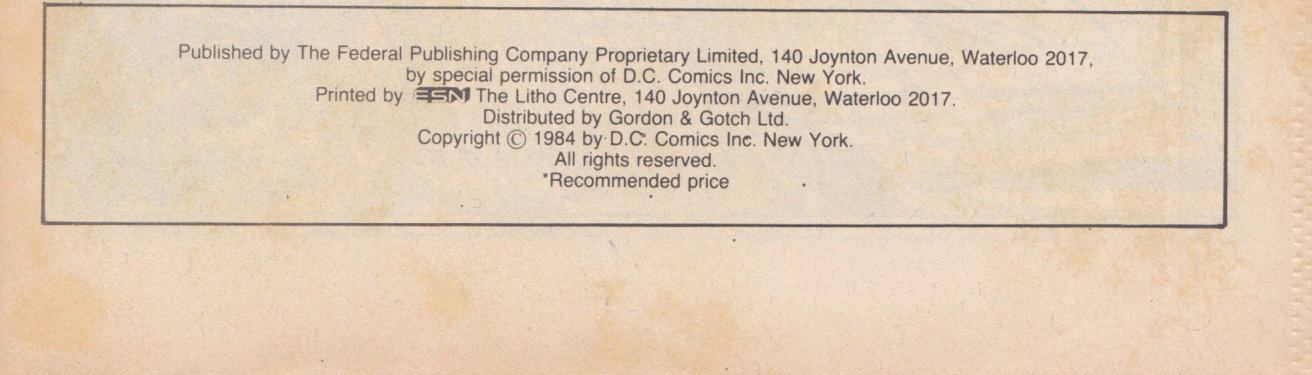 Published by The Federal Publishing Company Proprietary Limited, 140 Joynton Avenue, Waterloo 2017,
by special permission of D.C. Comics Inc. New York.
Printed by ESN The Litho Centre, 140 Joynton Avenue, Waterloo 2017.
Distributed by Gordon & Gotch Ltd.
Copyright © 1984 by D.C. Comics Inc. New York.
All rights reserved.
*Recommended price